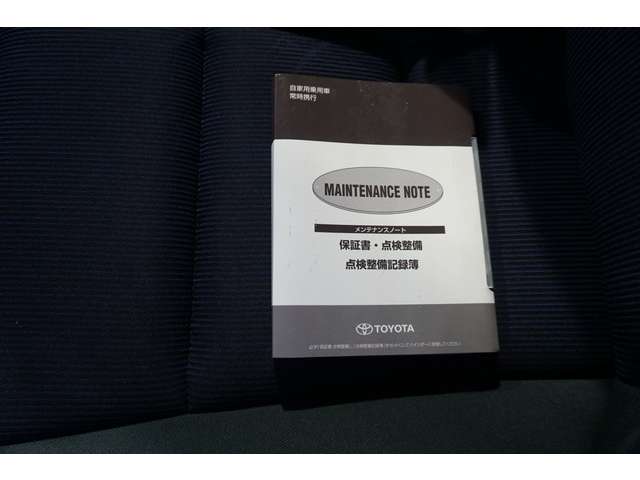 自家用乗用車
常時携行
MAINTENANCE NOTE
メンテナンスノート
保証書・点検整備
点検整備記録簿
TOYOTA